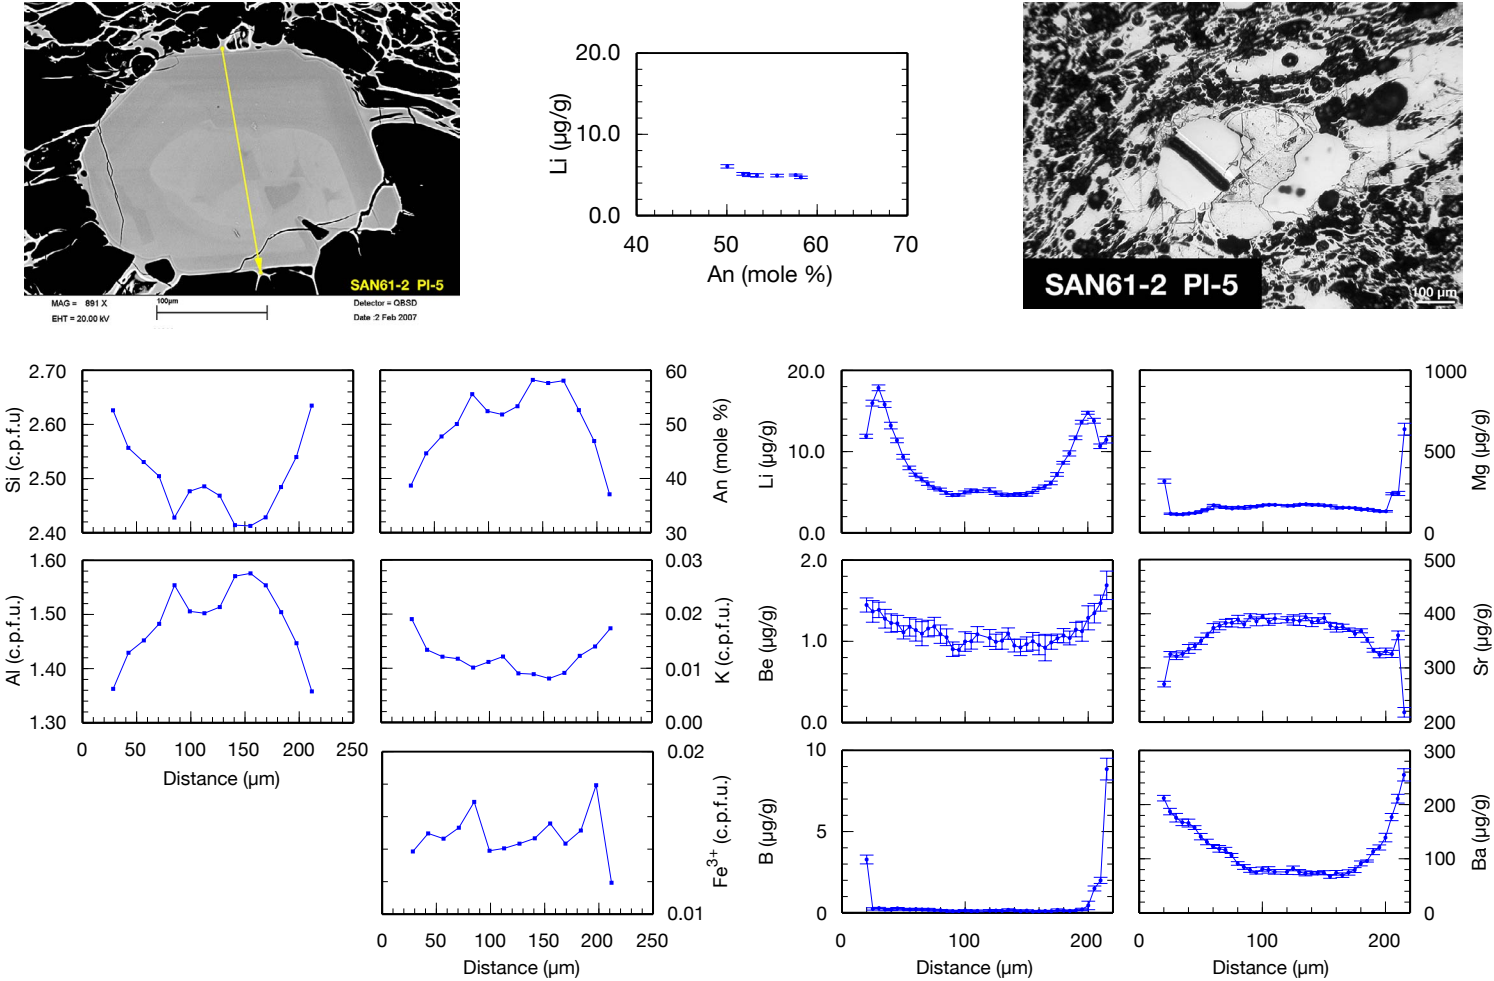 SAN61-2 Pl-5
MAG = 891 X
100µm
Detector = QBSD
EHT = 20.00 kV
Date :2 Feb 2007
20.0
10.0
0.0
Li (µg/g)
40
50
60
70
An (mole %)
SAN61-2 Pl-5
100 µm
2.70
2.60
2.50
2.40
Si (c.p.f.u)
60
50
40
30
An (mole %)
20.0
10.0
0.0
Li (µg/g)
1000
500
0
Mg (µg/g)
1.60
1.50
1.40
1.30
Al (c.p.f.u.)
0 50 100 150 200 250
Distance (µm)
0.03
0.02
0.01
0.00
K (c.p.f.u.)
2.0
1.0
0.0
Be (µg/g)
500
400
300
200
Sr (µg/g)
0.02
0.01
Fe3+ (c.p.f.u.)
0 50 100 150 200 250
Distance (µm)
10
5
0
B (µg/g)
0 100 200
Distance (µm)
300
200
100
0
Ba (µg/g)
0 100 200
Distance (µm)